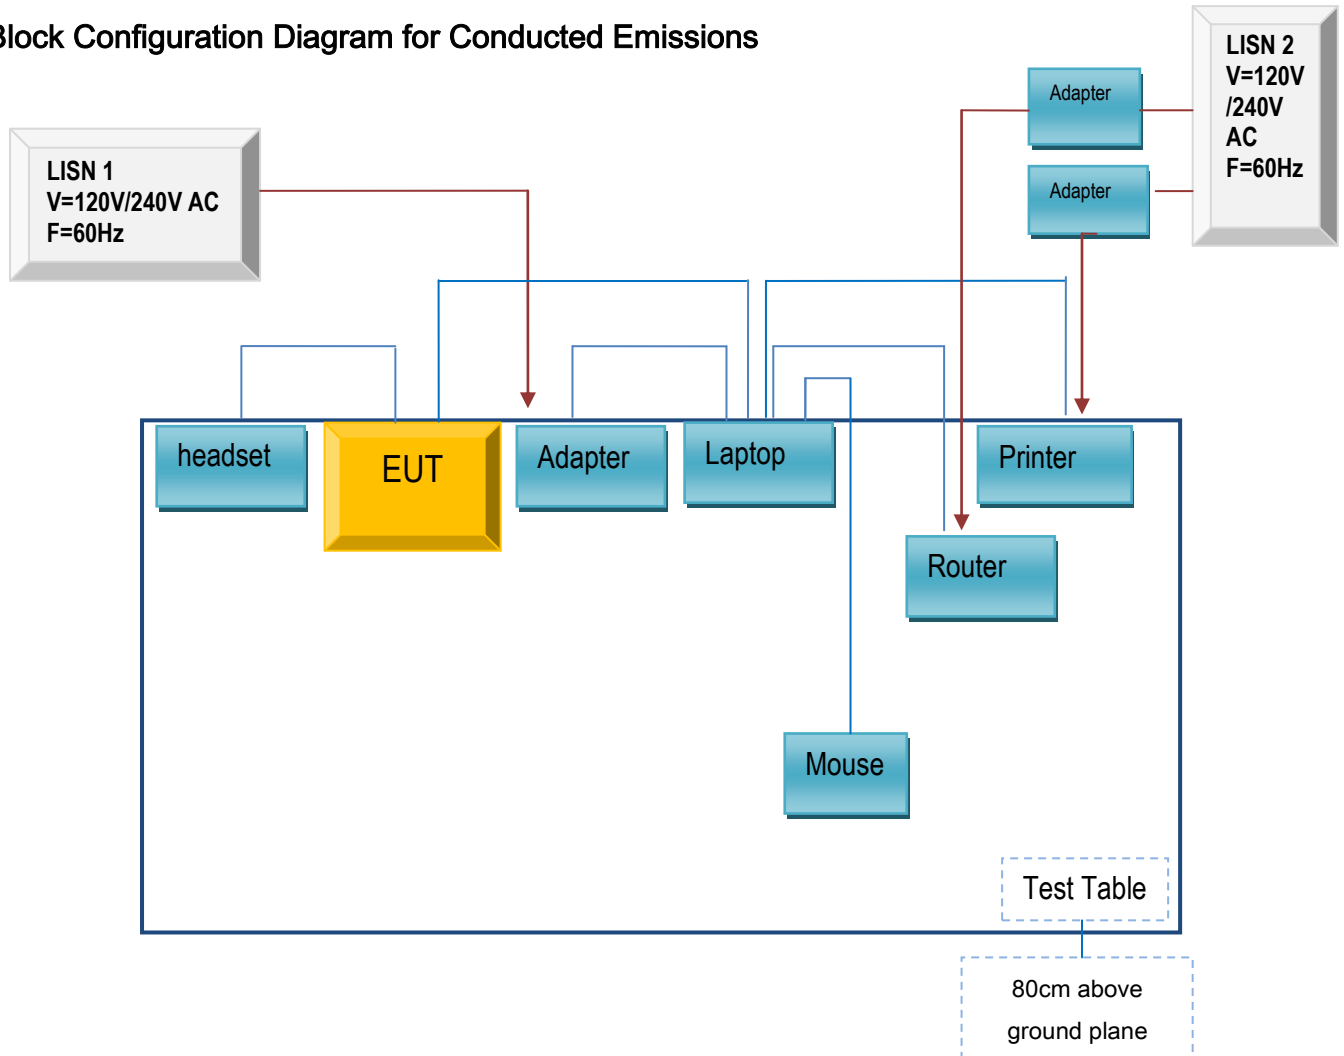 Block Configuration Diagram for Conducted Emissions
LISN 1
V=120V/240V AC
F=60Hz
Adapter
Adapter
LISN 2
V=120V
/240V
AC
F=60Hz
headset
EUT
Adapter
Laptop
Printer
Router
Mouse
Test Table
80cm above
ground plane